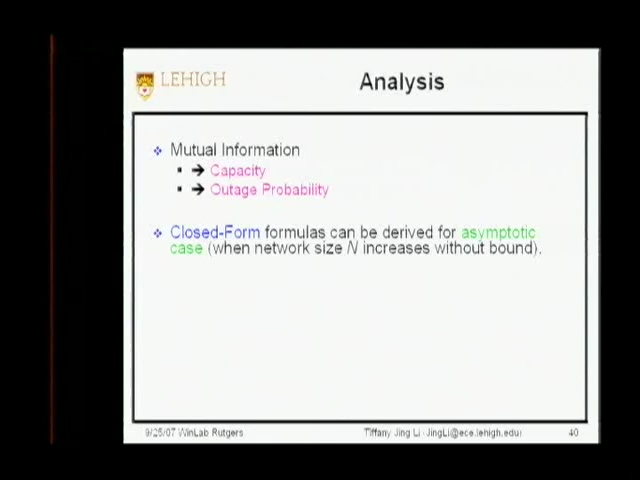 LEHIGH
Analysis
Mutual Information
➔ Capacity
➔ Outage Probability
Closed-Form formulas can be derived for asymptotic
case (when network size N increases without bound).
9/25/07 WinLab Rutgers
Tiffany Jing Li (JingLi@ece.lehigh.edu)
40